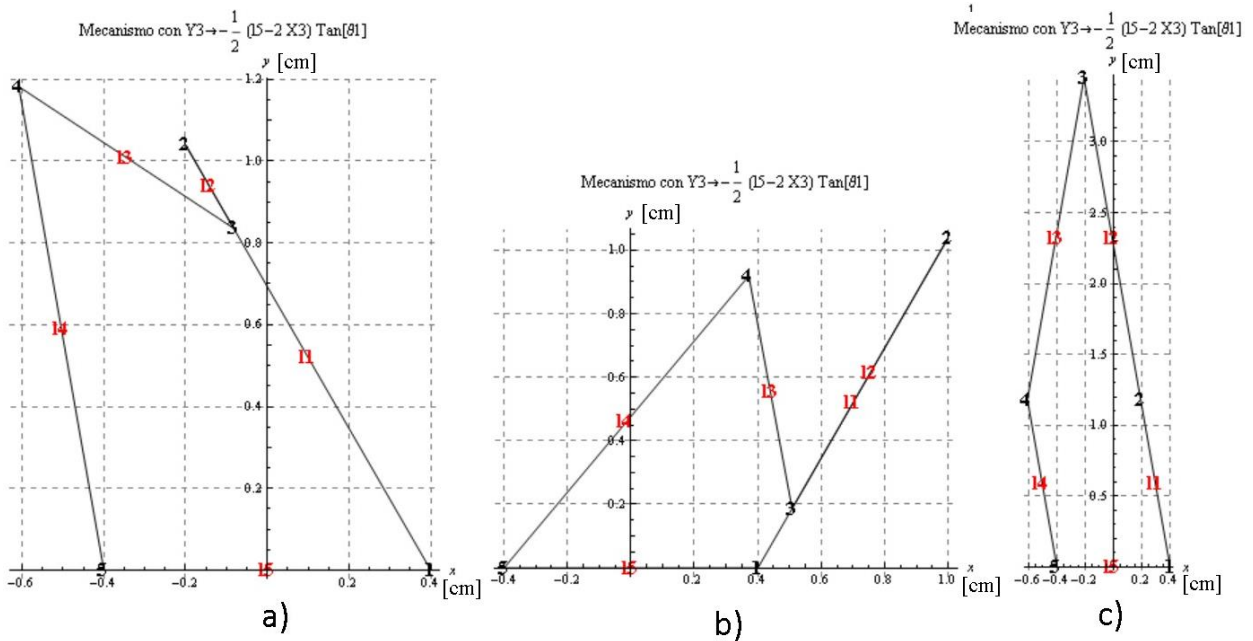 Mecanismo con Y3→-1/2 (l5-2 X3) Tan[θ1]
y [cm]
1.2
4
2
l3
1.0
l2
3
0.8
l4
0.6
l1
0.4
0.2
5
l5
1
x
-0.6 -0.4 -0.2 0.2 0.4
[cm]
a)
Mecanismo con Y3→-1/2 (l5-2 X3) Tan[θ1]
y [cm]
1.0
2
4
0.8
l2
0.6
l3
l1
l4
0.4
0.2
3
5
l5
1
x
-0.4 -0.2 0.2 0.4 0.6 0.8 1.0
[cm]
b)
1
Mecanismo con Y3→-1/2 (l5-2 X3) Tan[θ1]
y [cm]
3
3.0
2.5
l3
l2
2.0
1.5
4
2
1.0
l4
l1
0.5
5
l5
1
x
-0.6 -0.4 -0.2 0.2 0.4
[cm]
c)